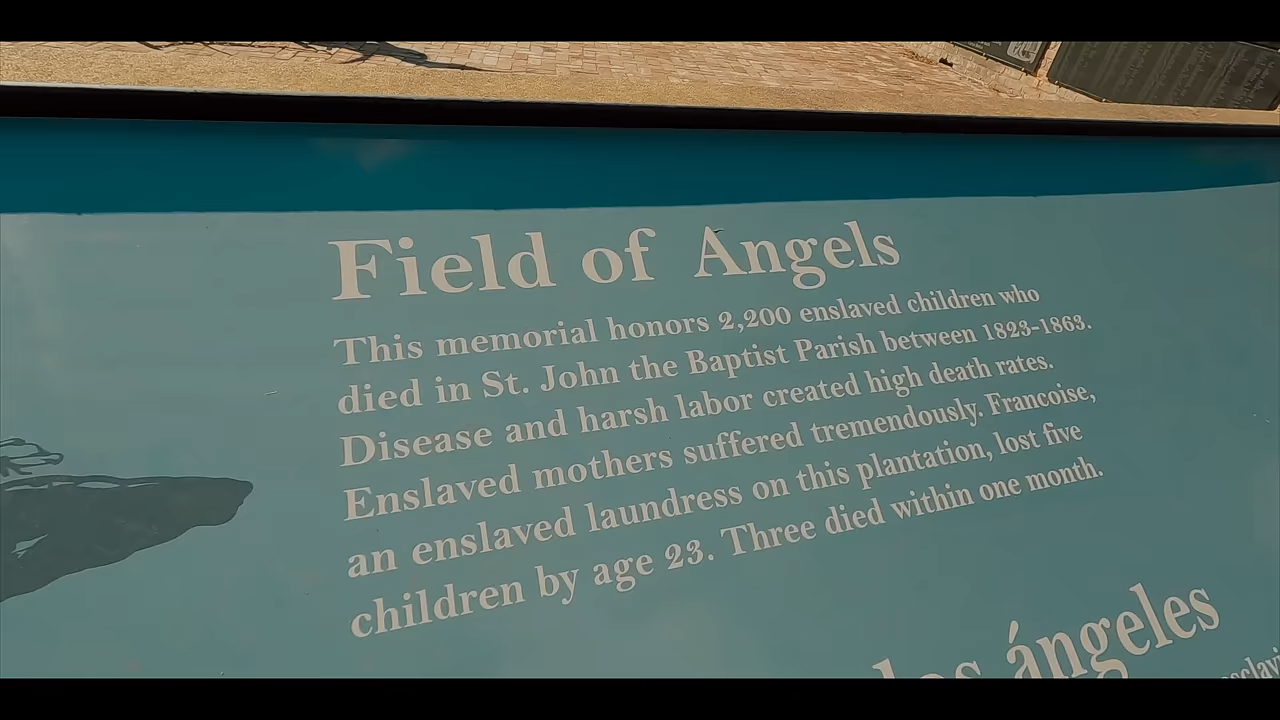 Field of Angels
This memorial honors 2,200 enslaved children who
died in St. John the Baptist Parish between 1823-1863.
Disease and harsh labor created high death rates.
Enslaved mothers suffered tremendously. Francoise,
an enslaved laundress on this plantation, lost five
children by age 23. Three died within one month.
los ángeles